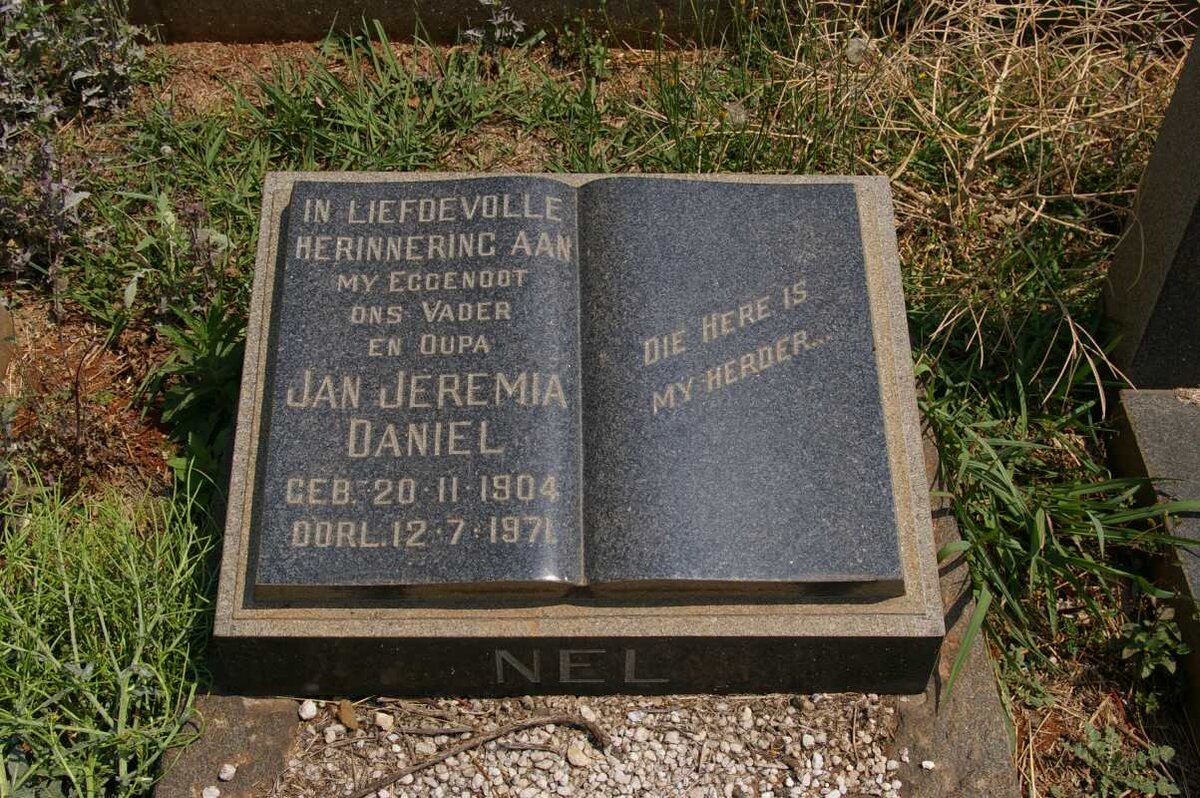 IN LIEFDEVOLLE
HERINNERING AAN
MY EGGENOOT
ONS VADER
EN OUPA
JAN JEREMIA
DANIEL
GEB. 20·11·1904
OORL. 12·7·1971
DIE HERE IS
MY HERDER...
NEL